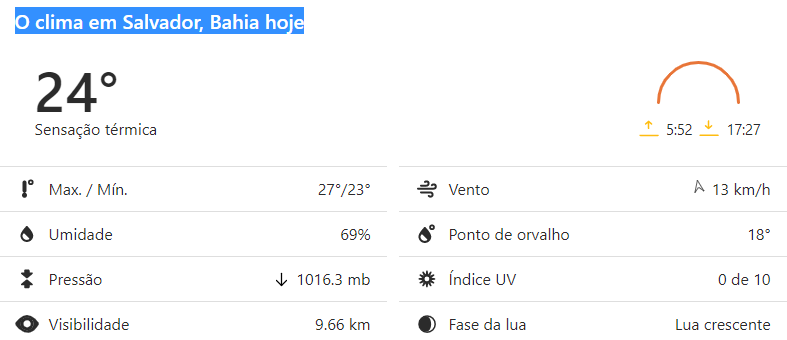 O clima em Salvador, Bahia hoje
24°
Sensação térmica
5:52 17:27
Max. / Mín. 27°/23°
Vento 13 km/h
Umidade 69%
Ponto de orvalho 18°
Pressão 1016.3 mb
Índice UV 0 de 10
Visibilidade 9.66 km
Fase da lua Lua crescente